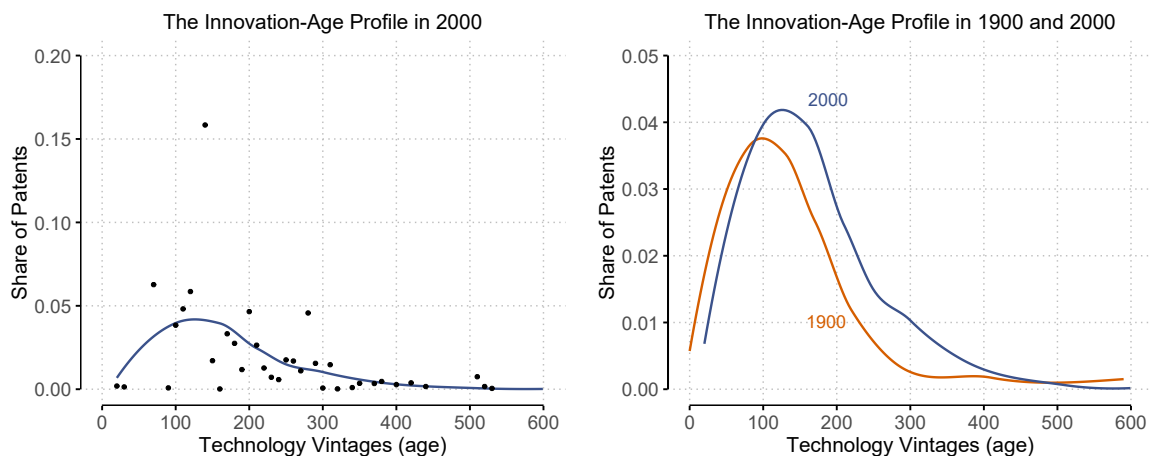 The Innovation-Age Profile in 2000
0.20
0.15
0.10
0.05
0.00
Share of Patents
0 100 200 300 400 500 600
Technology Vintages (age)
The Innovation-Age Profile in 1900 and 2000
0.05
0.04
0.03
0.02
0.01
0.00
Share of Patents
2000
1900
0 100 200 300 400 500 600
Technology Vintages (age)